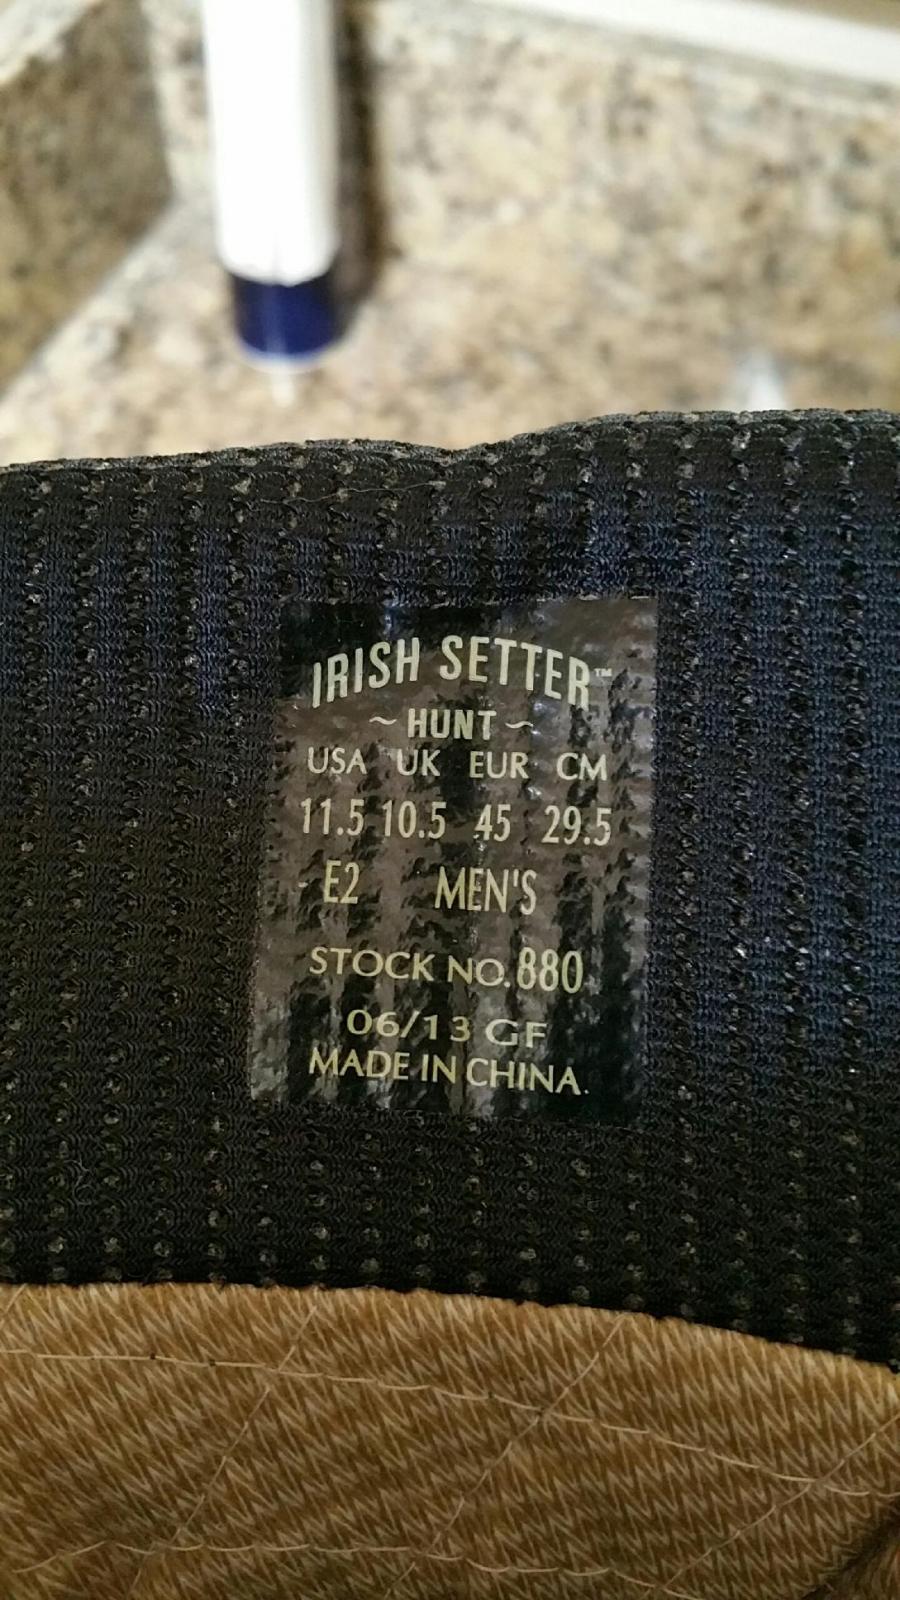 IRISH SETTER™
~ HUNT ~
USA UK EUR CM
11.5 10.5 45 29.5
E2 MEN'S
STOCK NO. 880
06/13 GF
MADE IN CHINA.